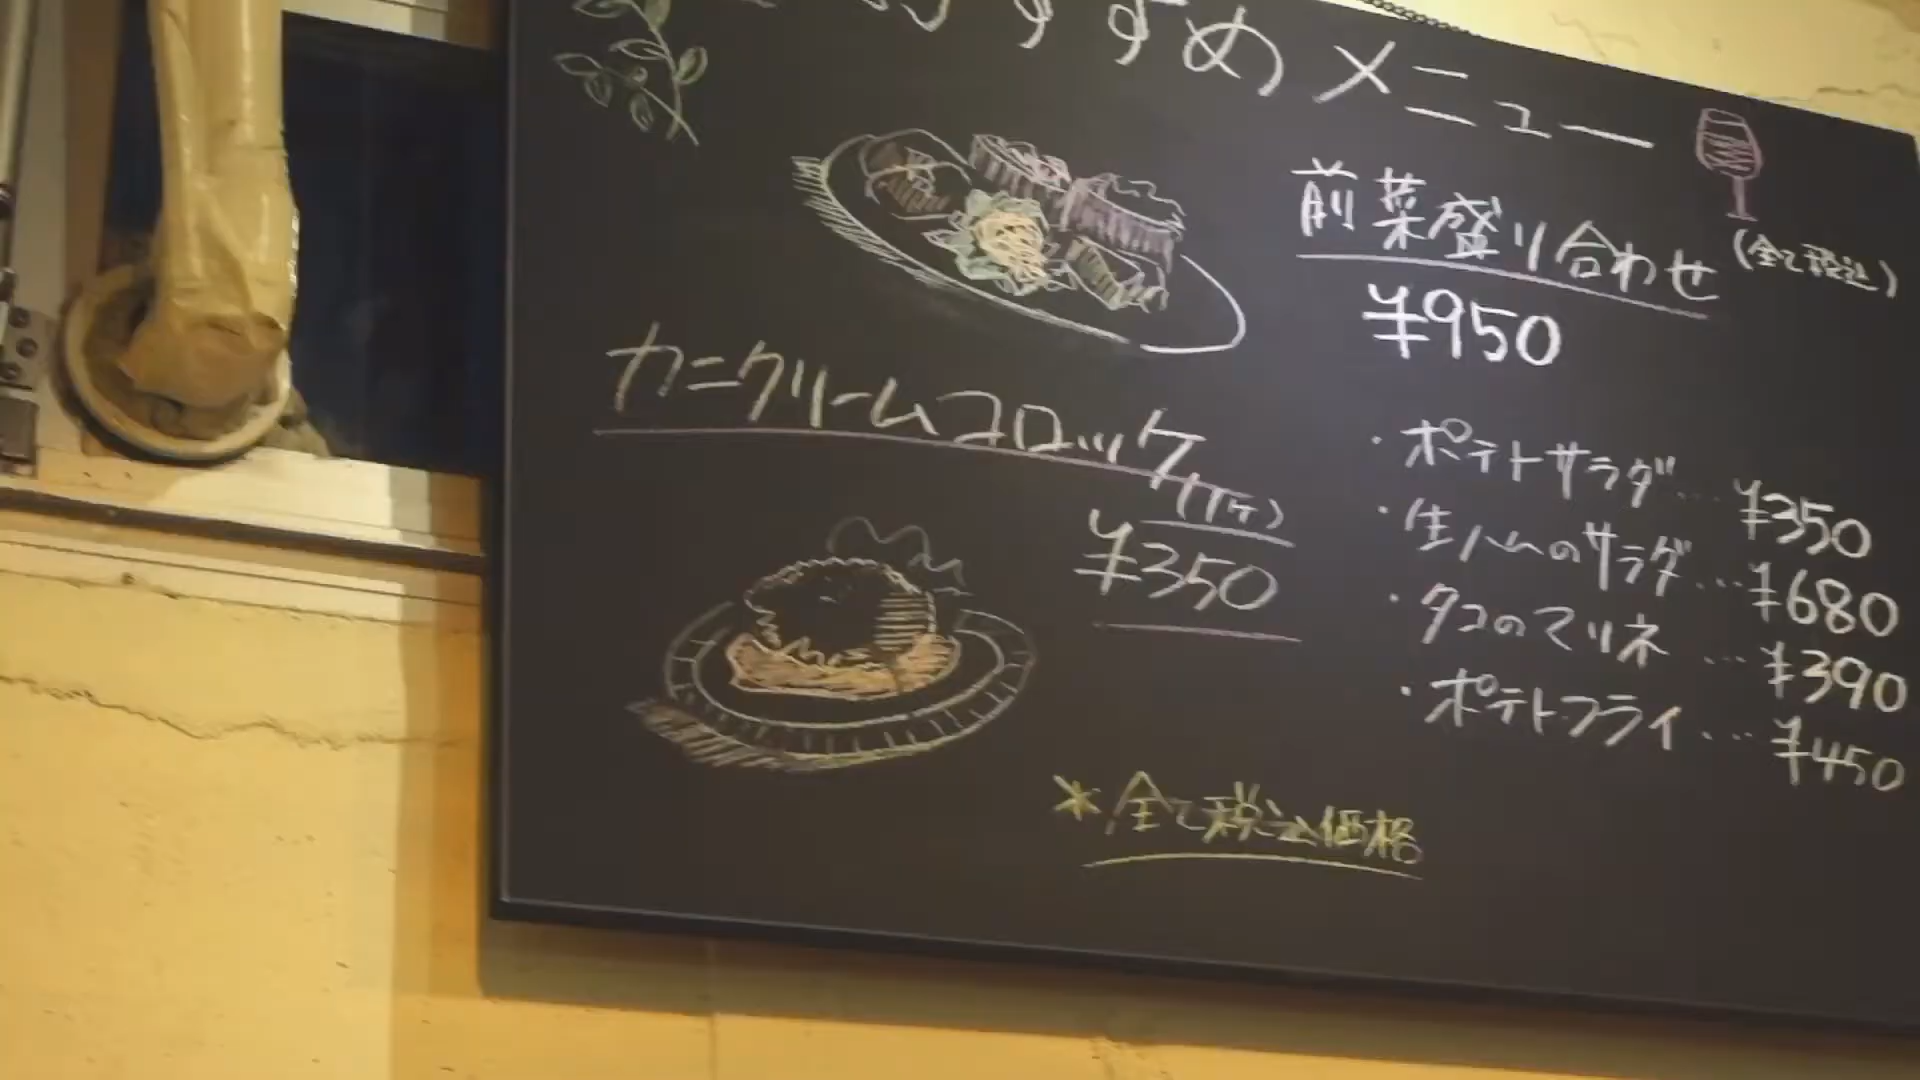 すすめメニュー
前菜盛り合わせ
(全て税込)
¥950
カニクリームコロッケ
(1ヶ)
¥350
・ポテトサラダ… ¥350
・生ハムのサラダ… ¥680
・タコのマリネ … ¥390
・ポテトフライ… ¥450
*全て税込価格